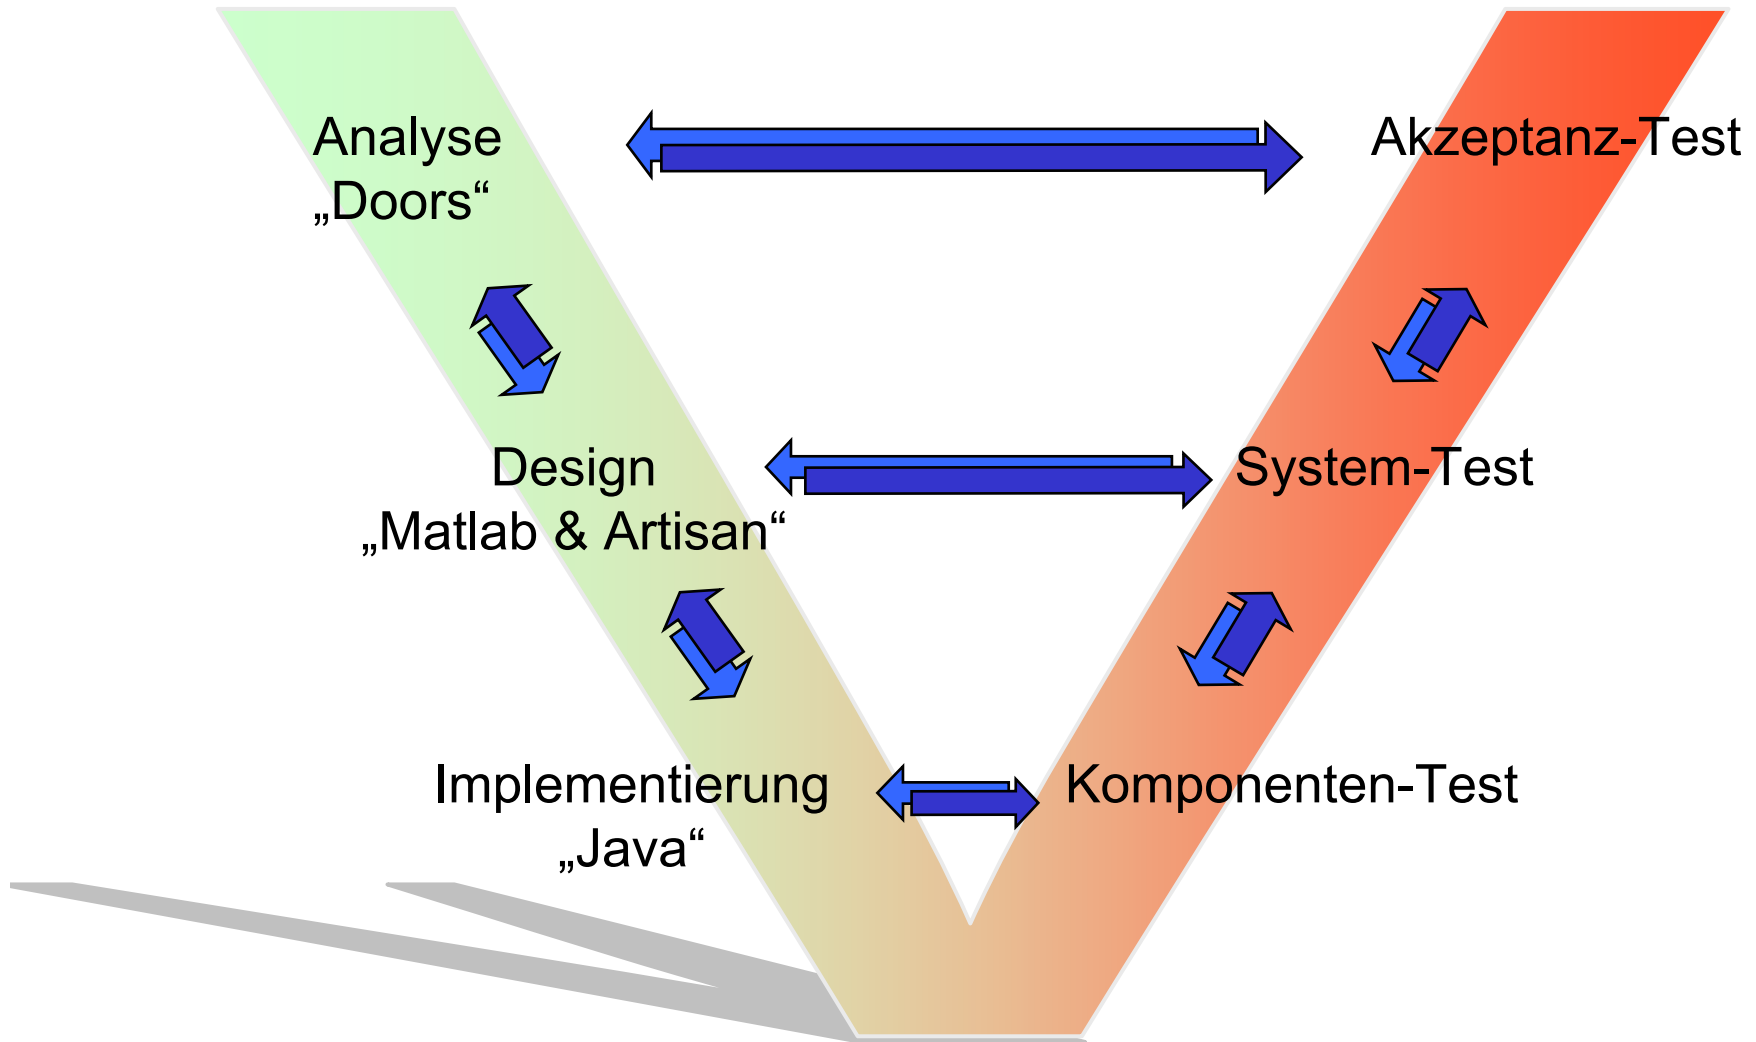 Analyse
„Doors“
Akzeptanz-Test
Design
„Matlab & Artisan“
System-Test
Implementierung
„Java“
Komponenten-Test